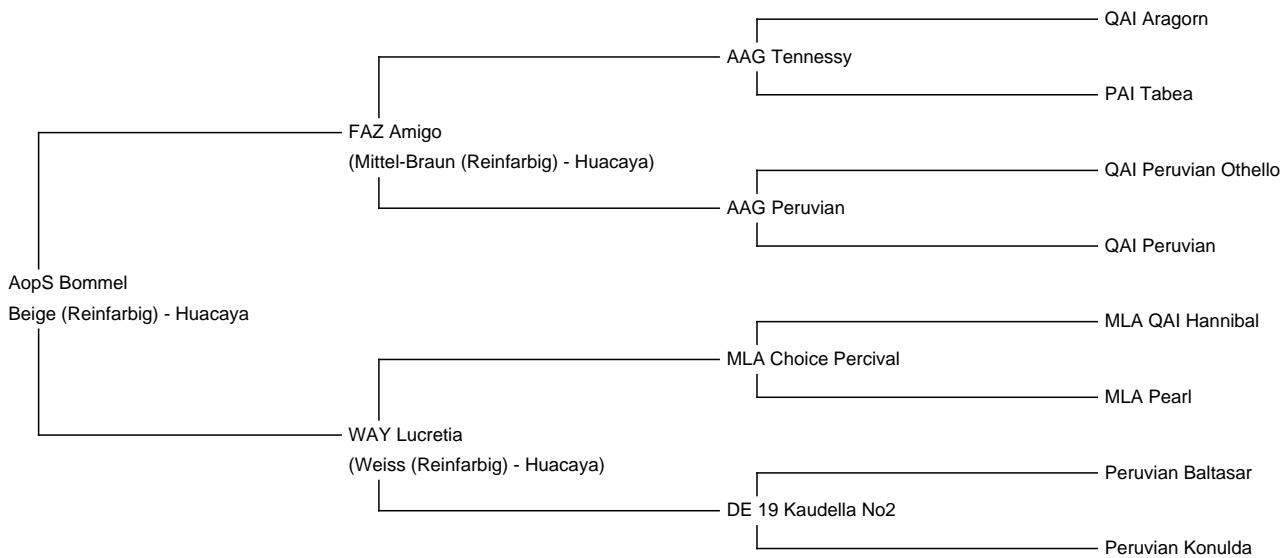 QAI Aragorn
AAG Tennessy
PAI Tabea
FAZ Amigo
(Mittel-Braun (Reinfarbig) - Huacaya)
QAI Peruvian Othello
AAG Peruvian
QAI Peruvian
AopS Bommel
Beige (Reinfarbig) - Huacaya
MLA QAI Hannibal
MLA Choice Percival
MLA Pearl
WAY Lucretia
(Weiss (Reinfarbig) - Huacaya)
Peruvian Baltasar
DE 19 Kaudella No2
Peruvian Konulda